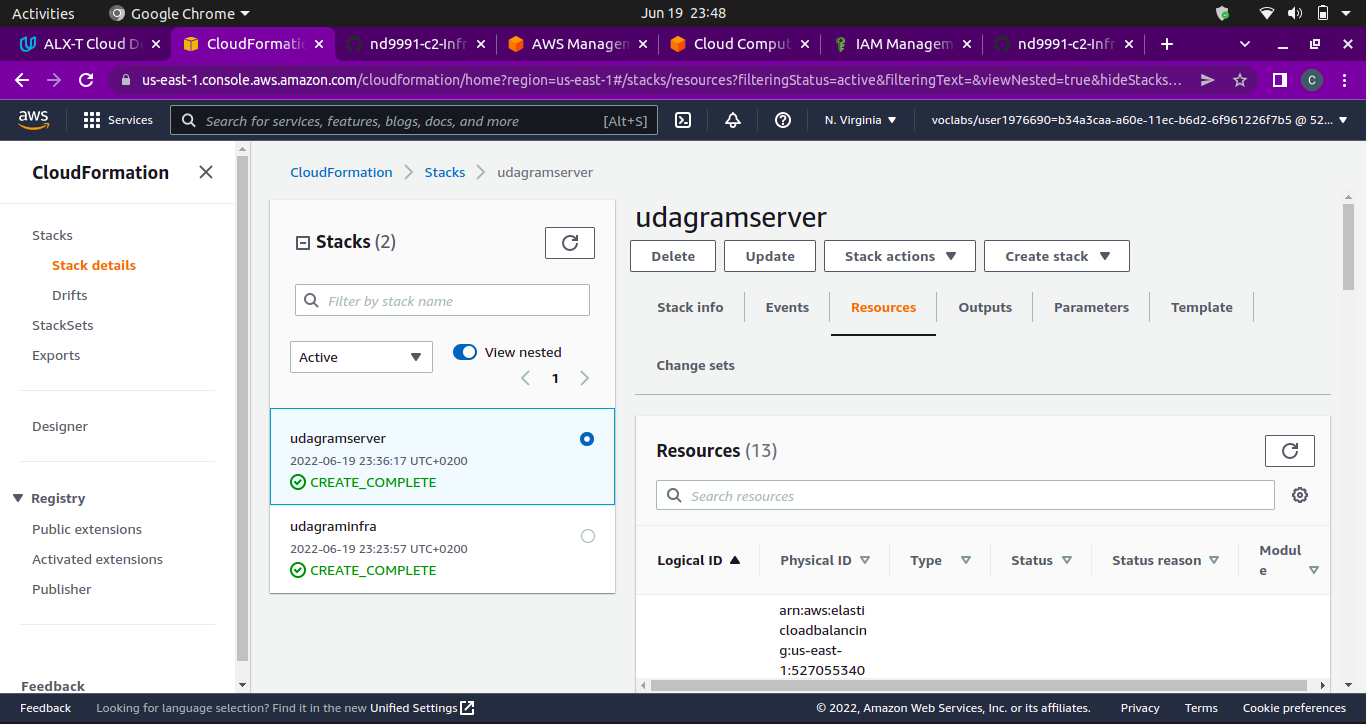 Activities
Google Chrome
Jun 19 23:48
ALX-T Cloud De
CloudFormatic
nd9991-c2-Infr
AWS Managem
Cloud Comput
IAM Managem
nd9991-c2-Infr
us-east-1.console.aws.amazon.com/cloudformation/home?region=us-east-1#/stacks/resources?filteringStatus=active&filteringText=&viewNested=true&hideStacks...
C
aws
Services
Search for services, features, blogs, docs, and more
[Alt+S]
N. Virginia
voclabs/user1976690=b34a3caa-a60e-11ec-b6d2-6f961226f7b5 @ 52...
CloudFormation
Stacks
Stack details
Drifts
StackSets
Exports
Designer
Registry
Public extensions
Activated extensions
Publisher
Feedback
CloudFormation
Stacks
udagramserver
Stacks (2)
Filter by stack name
Active
View nested
1
udagramserver
2022-06-19 23:36:17 UTC+0200
CREATE_COMPLETE
udagraminfra
2022-06-19 23:23:57 UTC+0200
CREATE_COMPLETE
udagramserver
Delete
Update
Stack actions
Create stack
Stack info
Events
Resources
Outputs
Parameters
Template
Change sets
Resources (13)
Search resources
Logical ID
Physical ID
Type
Status
Status reason
Modul
e
arn:aws:elasti
cloadbalancin
g:us-east-
1:527055340
Feedback
Looking for language selection? Find it in the new Unified Settings
© 2022, Amazon Web Services, Inc. or its affiliates.
Privacy
Terms
Cookie preferences